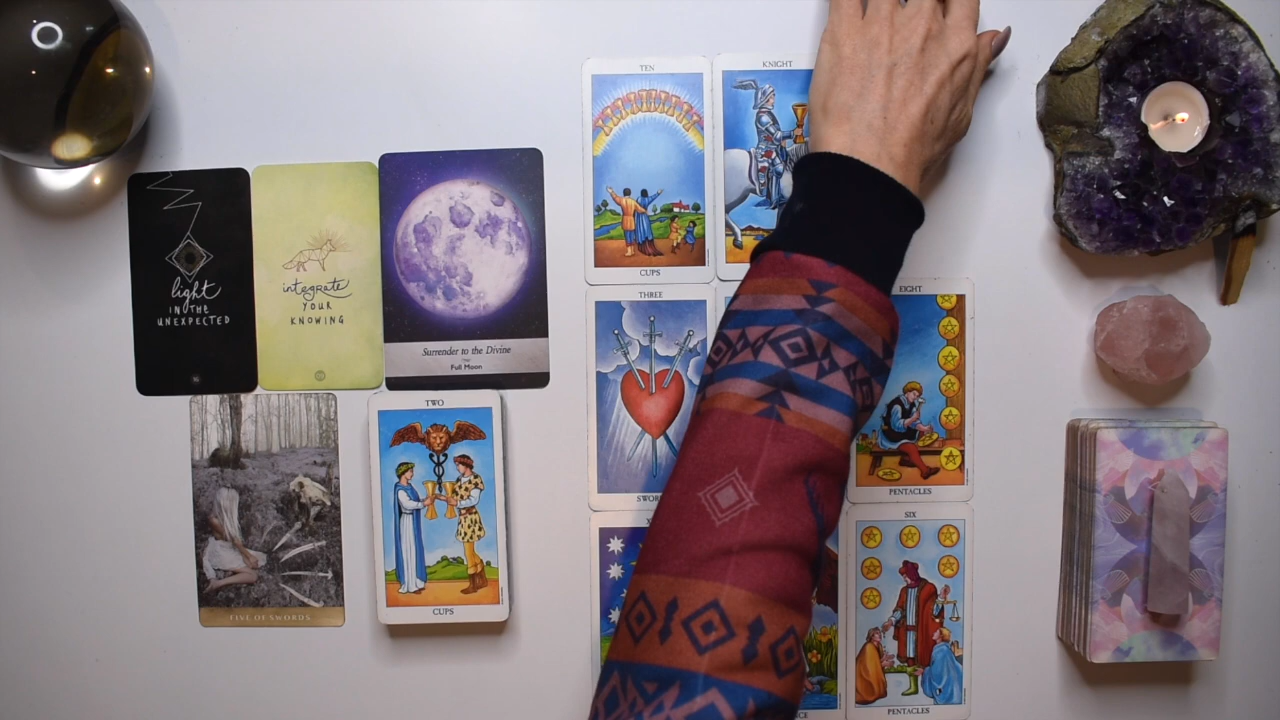 TEN
CUPS
KNIGHT
light
IN THE
UNEXPECTED
integrate
YOUR
KNOWING
Surrender to the Divine
Full Moon
THREE
EIGHT
PENTACLES
FIVE OF SWORDS
TWO
CUPS
SIX
PENTACLES